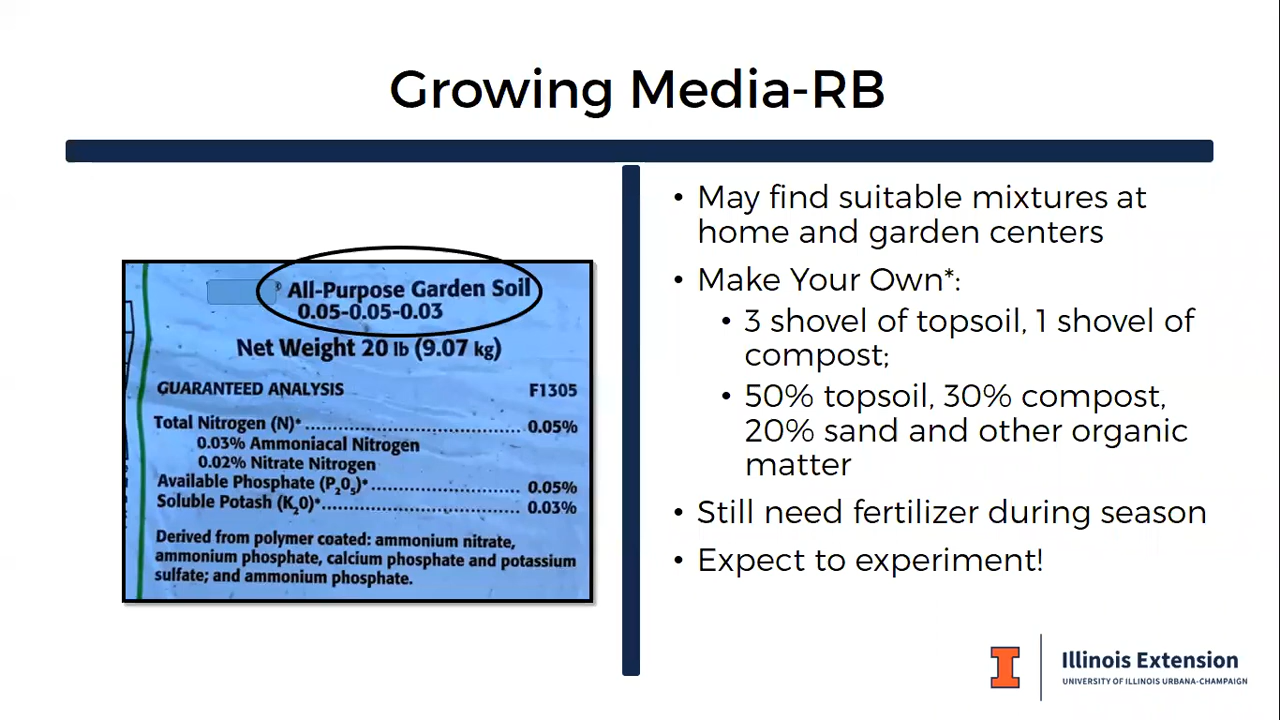 Growing Media-RB
All-Purpose Garden Soil
0.05-0.05-0.03
Net Weight 20 lb (9.07 kg)
GUARANTEED ANALYSIS F1305
Total Nitrogen (N)* 0.05%
0.03% Ammoniacal Nitrogen
0.02% Nitrate Nitrogen
Available Phosphate (P₂O₅)* 0.05%
Soluble Potash (K₂O)* 0.03%
Derived from polymer coated: ammonium nitrate,
ammonium phosphate, calcium phosphate and potassium
sulfate; and ammonium phosphate.
• May find suitable mixtures at
home and garden centers
• Make Your Own*:
• 3 shovel of topsoil, 1 shovel of
compost;
• 50% topsoil, 30% compost,
20% sand and other organic
matter
• Still need fertilizer during season
• Expect to experiment!
Illinois Extension
UNIVERSITY OF ILLINOIS URBANA-CHAMPAIGN